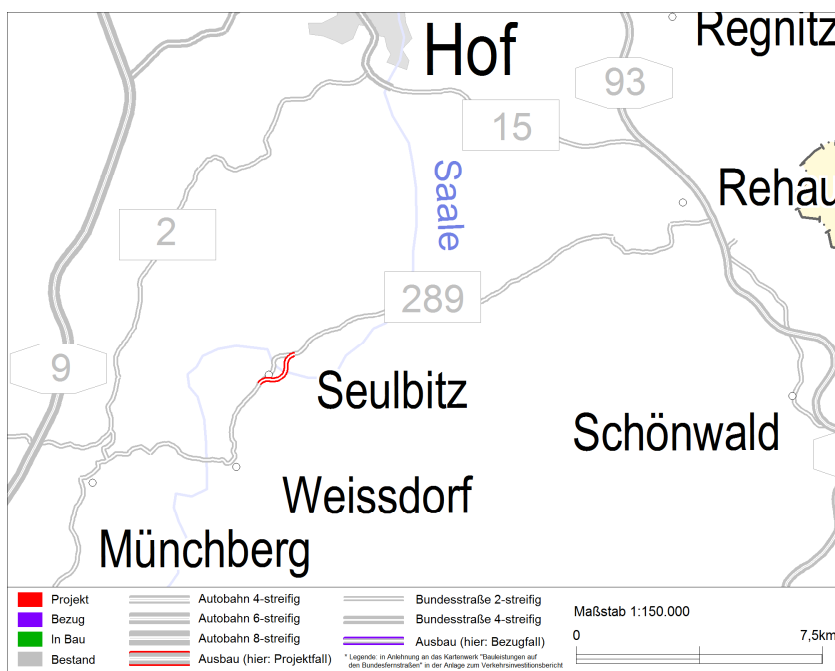 Regnitz
Hof
93
15
Saale
Rehau
2
289
9
Seulbitz
Schönwald
Weissdorf
Münchberg
Projekt
Bezug
In Bau
Bestand
Autobahn 4-streifig
Autobahn 6-streifig
Autobahn 8-streifig
Ausbau (hier: Projektfall)
Bundesstraße 2-streifig
Bundesstraße 4-streifig
Ausbau (hier: Bezugfall)
* Legende: in Anlehnung an das Kartenwerk "Bauleistungen auf
den Bundesfernstraßen" in der Anlage zum Verkehrsinvestitionsbericht
Maßstab 1:150.000
0
7,5km